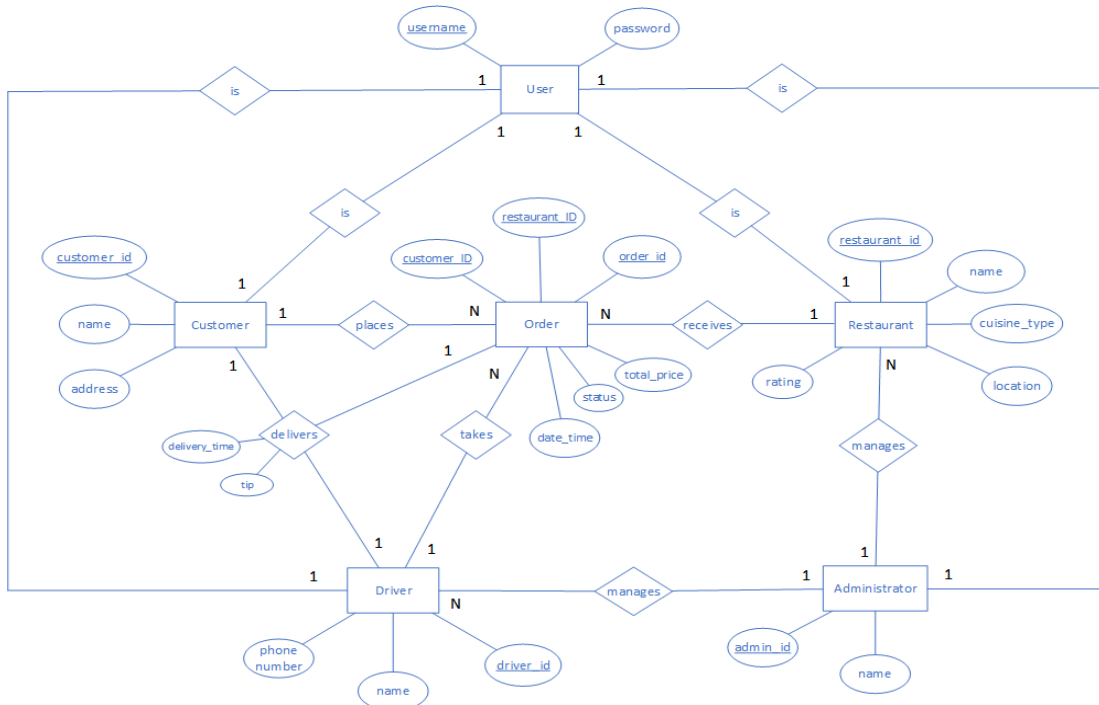 username
password
is
1
User
1
is
1
1
is
is
restaurant_ID
customer_id
customer_ID
order_id
restaurant_id
name
1
1
name
Customer
1
places
N
Order
N
receives
1
Restaurant
cuisine_type
1
1
N
N
address
total_price
rating
location
status
delivery_time
delivers
takes
date_time
manages
tip
1
1
1
1
Driver
N
manages
1
Administrator
1
1
phone
number
driver_id
admin_id
name
name